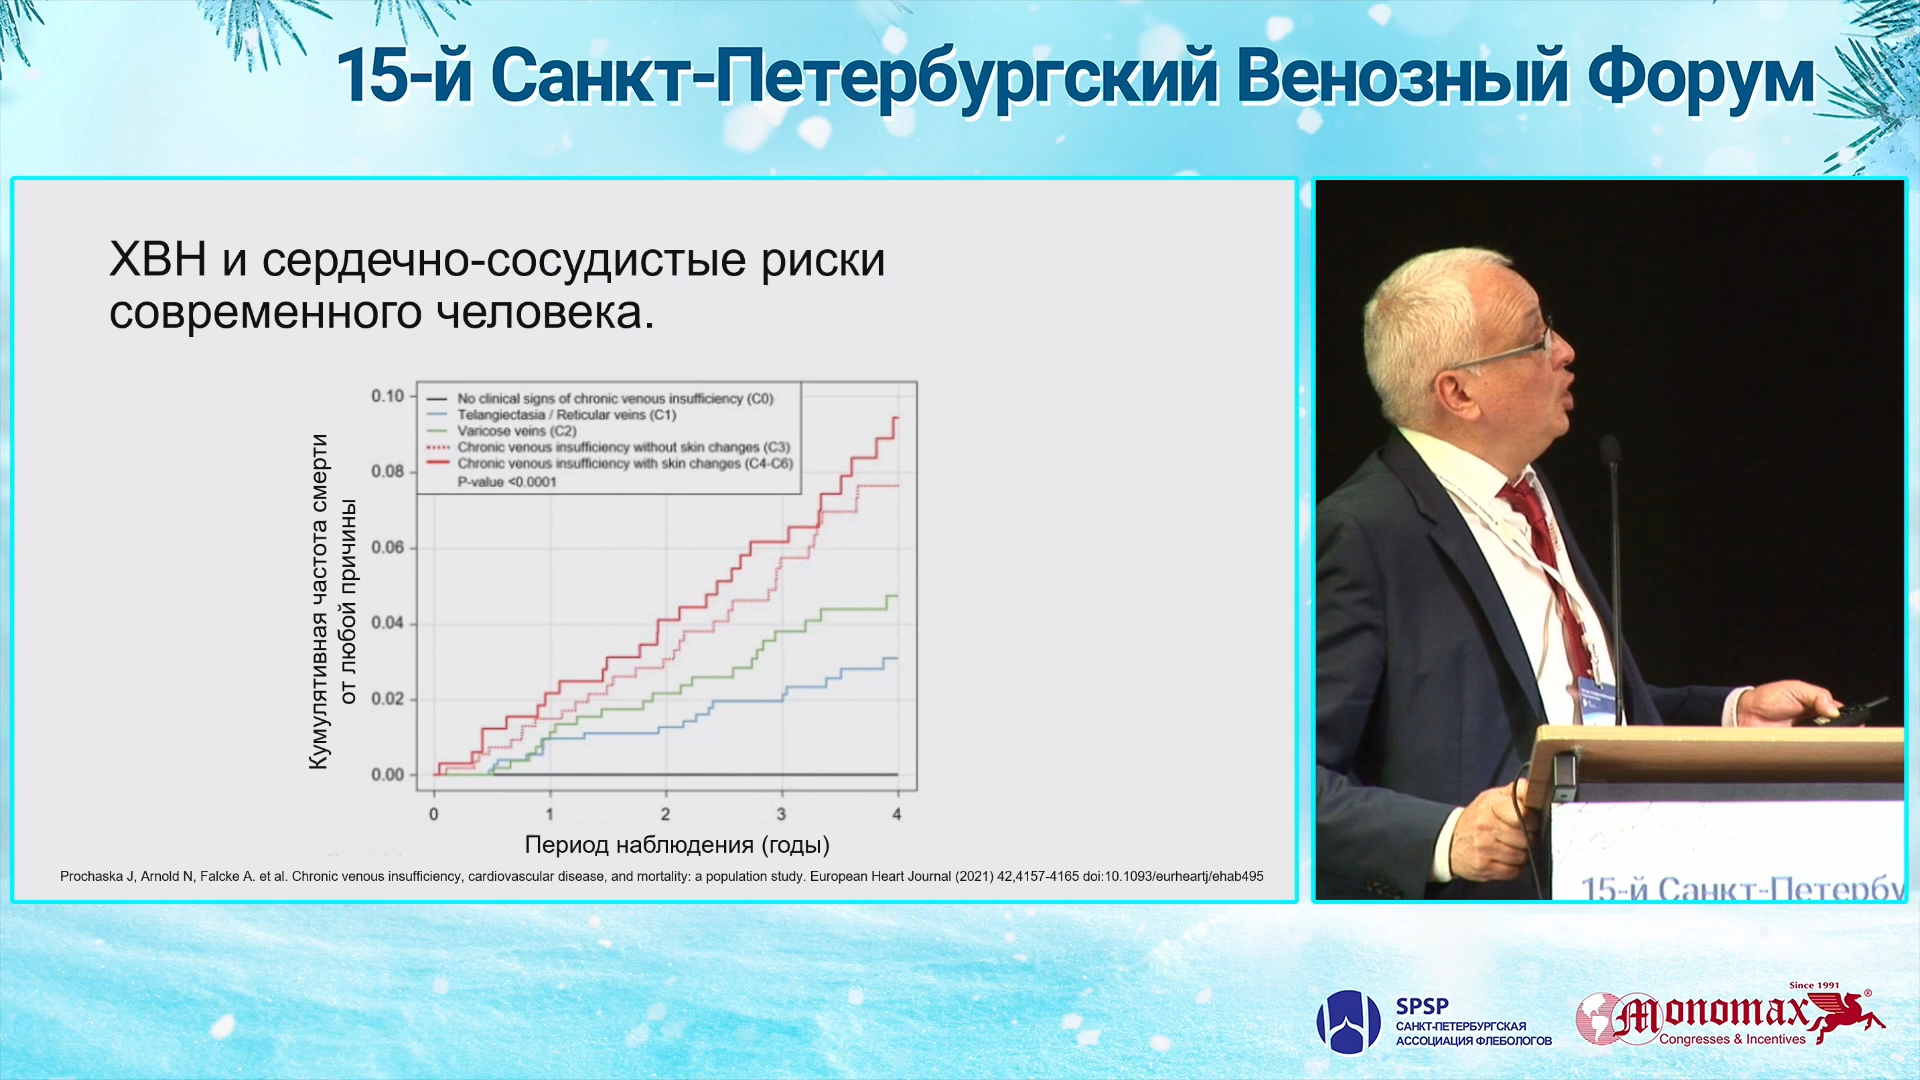 15-й Санкт-Петербургский Венозный Форум
ХВН и сердечно-сосудистые риски
современного человека.
Кумулятивная частота смерти
от любой причины
0.10
0.08
0.06
0.04
0.02
0.00
No clinical signs of chronic venous insufficiency (C0)
Telangiectasia / Reticular veins (C1)
Varicose veins (C2)
Chronic venous insufficiency without skin changes (C3)
Chronic venous insufficiency with skin changes (C4-C6)
P-value <0.0001
0 1 2 3 4
Период наблюдения (годы)
Prochaska J, Arnold N, Falcke A. et al. Chronic venous insufficiency, cardiovascular disease, and mortality: a population study. European Heart Journal (2021) 42,4157-4165 doi:10.1093/eurheartj/ehab495
15-й Санкт-Петербу
SPSP
САНКТ-ПЕТЕРБУРГСКАЯ
АССОЦИАЦИЯ ФЛЕБОЛОГОВ
Since 1991
Monomax®
Congresses & Incentives